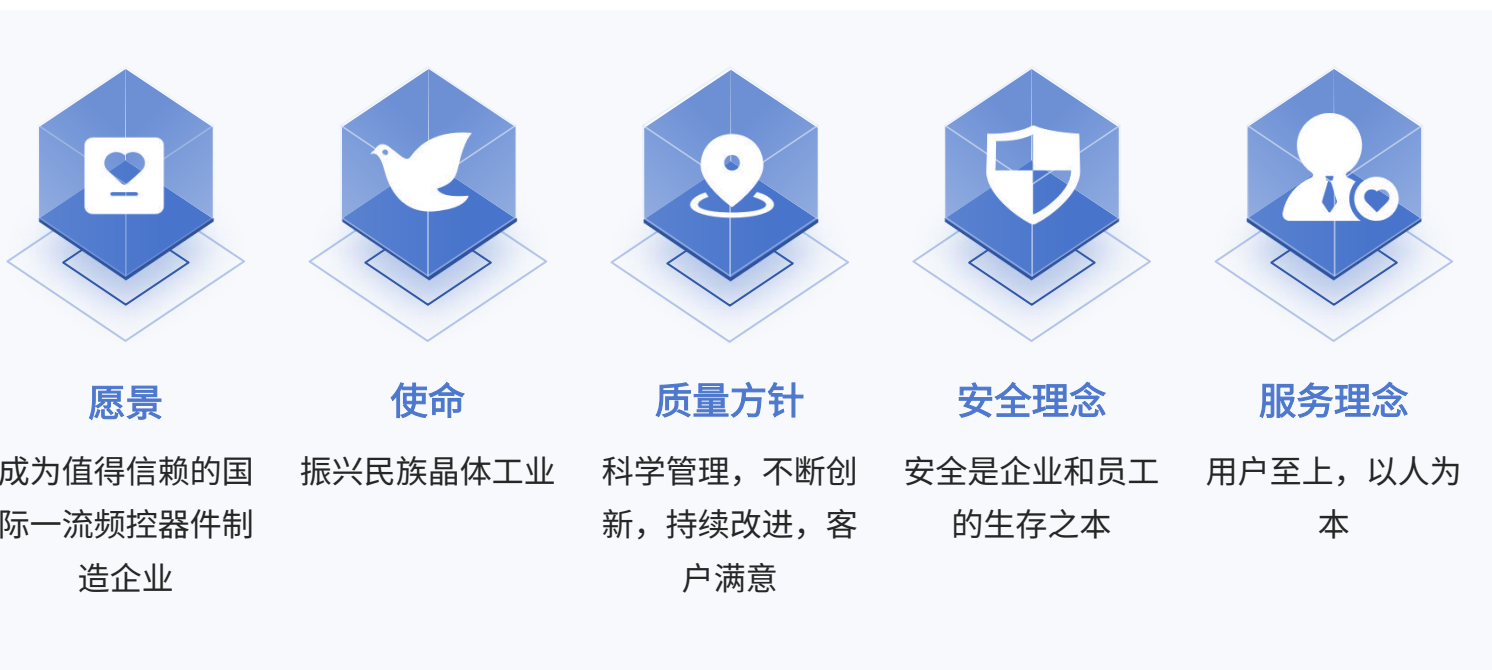 愿景
成为值得信赖的国
际一流频控器件制
造企业
使命
振兴民族晶体工业
质量方针
科学管理，不断创
新，持续改进，客
户满意
安全理念
安全是企业和员工
的生存之本
服务理念
用户至上，以人为
本